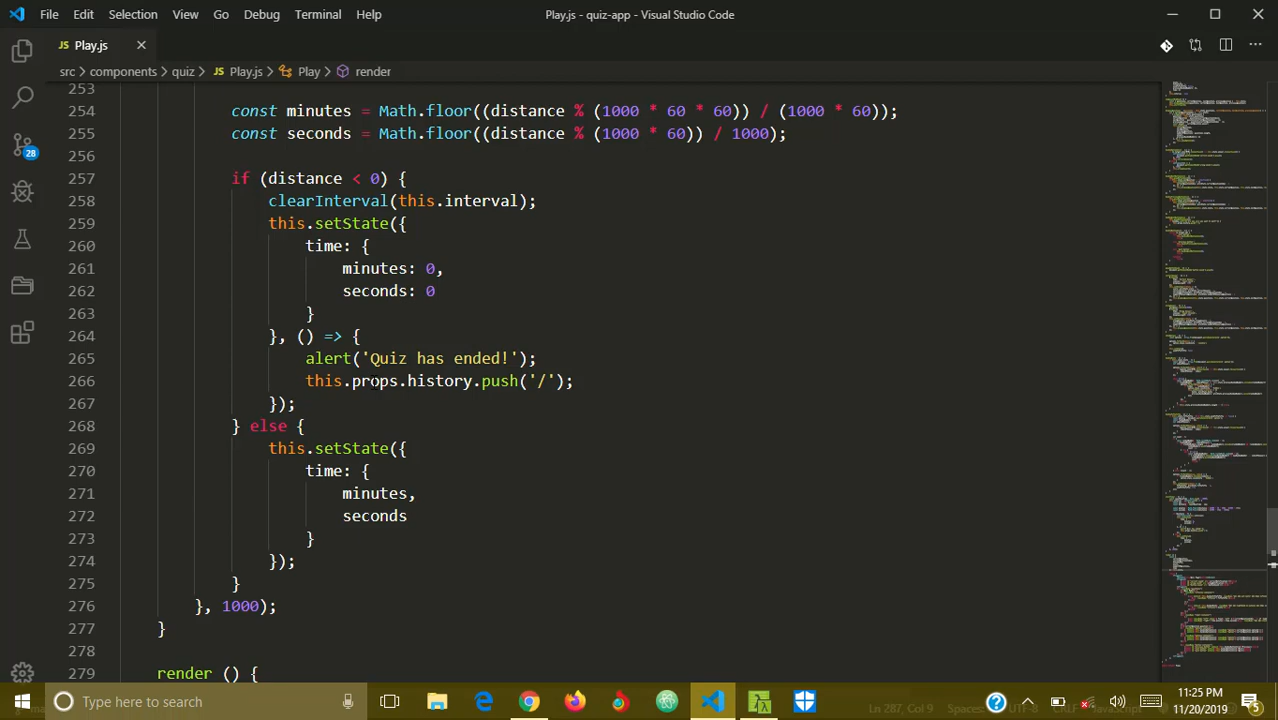 File Edit Selection View Go Debug Terminal Help
Play.js - quiz-app - Visual Studio Code
JS Play.js
src › components › quiz › JS Play.js › Play › render
253
254 const minutes = Math.floor((distance % (1000 * 60 * 60)) / (1000 * 60));
255 const seconds = Math.floor((distance % (1000 * 60)) / 1000);
256
257 if (distance < 0) {
258 clearInterval(this.interval);
259 this.setState({
260 time: {
261 minutes: 0,
262 seconds: 0
263 }
264 }, () => {
265 alert('Quiz has ended!');
266 this.props.history.push('/');
267 });
268 } else {
269 this.setState({
270 time: {
271 minutes,
272 seconds
273 }
274 });
275 }
276 }, 1000);
277 }
278
279 render () {
28
Type here to search
Ln 287, Col 9
11:25 PM
11/20/2019
5